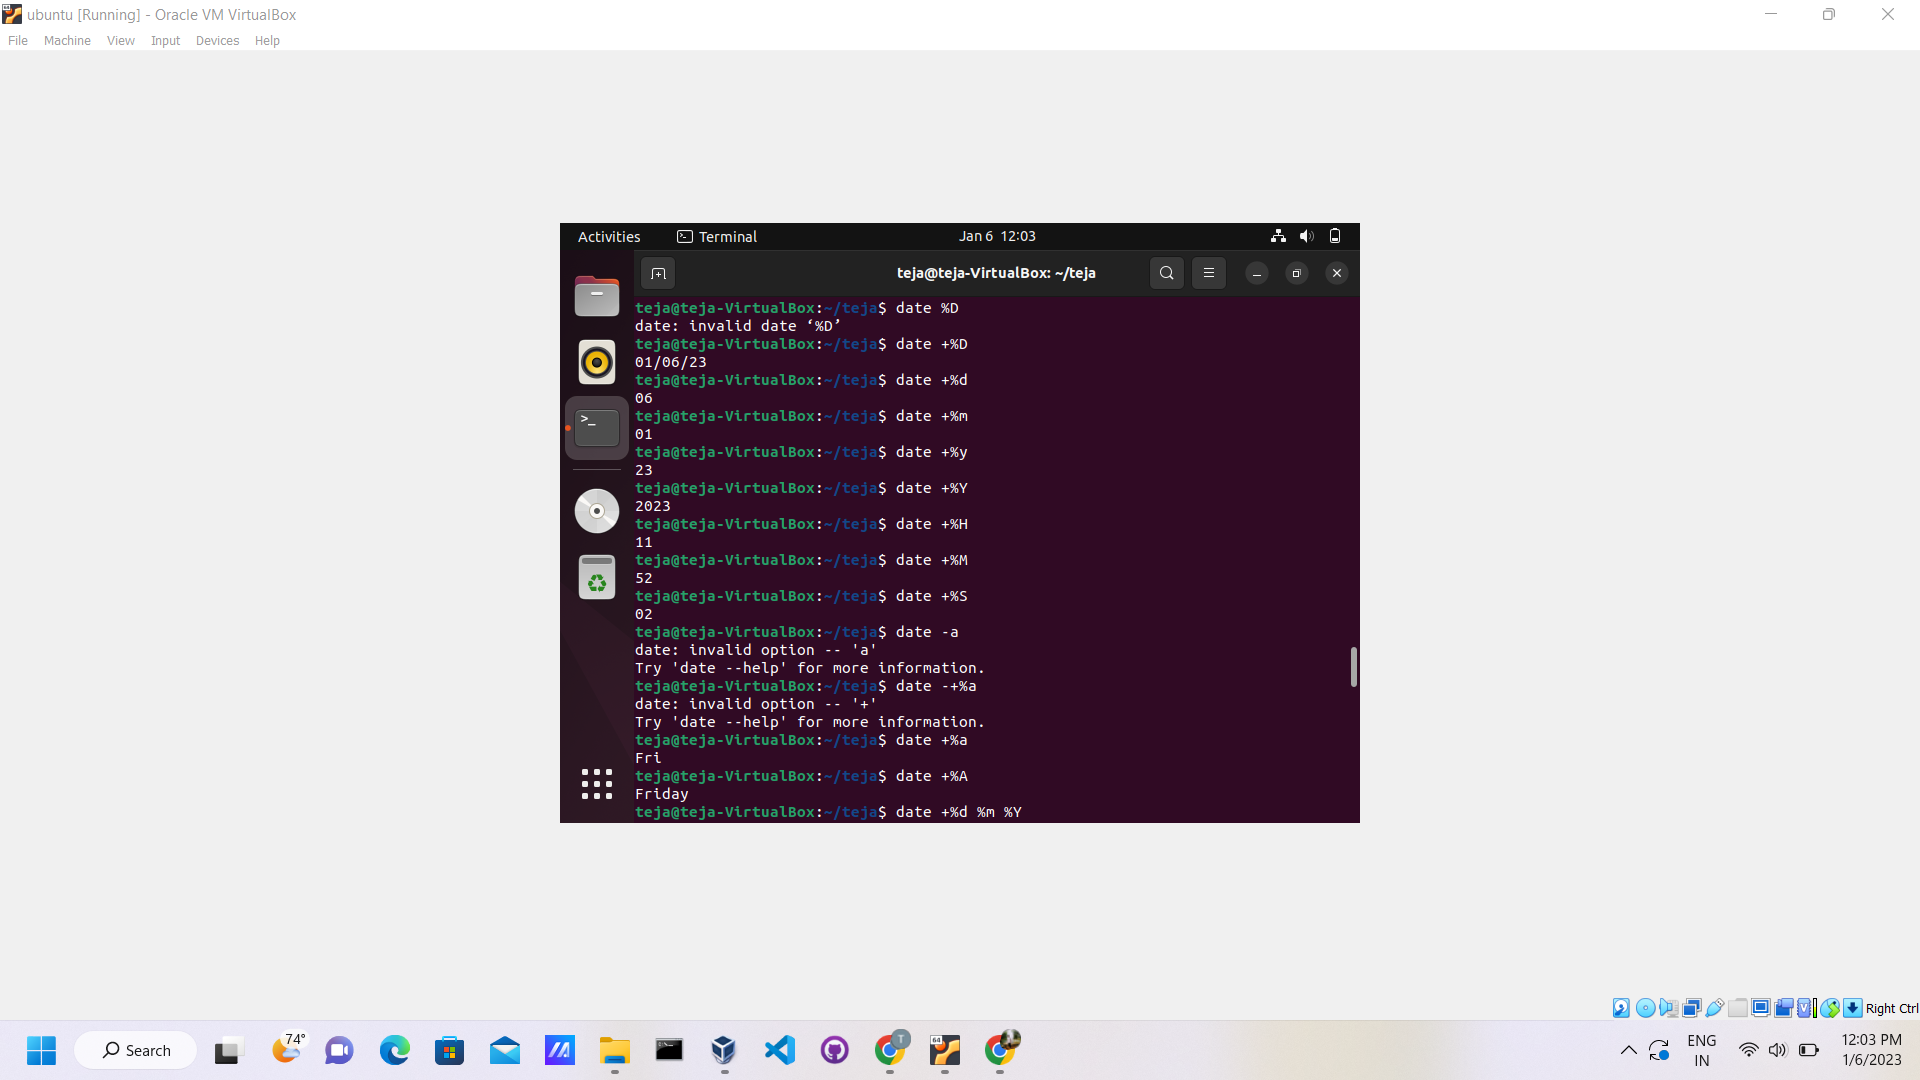 ubuntu [Running] - Oracle VM VirtualBox
File Machine View Input Devices Help
Activities Terminal Jan 6 12:03
teja@teja-VirtualBox: ~/teja
teja@teja-VirtualBox:~/teja$ date %D
date: invalid date ‘%D’
teja@teja-VirtualBox:~/teja$ date +%D
01/06/23
teja@teja-VirtualBox:~/teja$ date +%d
06
teja@teja-VirtualBox:~/teja$ date +%m
01
teja@teja-VirtualBox:~/teja$ date +%y
23
teja@teja-VirtualBox:~/teja$ date +%Y
2023
teja@teja-VirtualBox:~/teja$ date +%H
11
teja@teja-VirtualBox:~/teja$ date +%M
52
teja@teja-VirtualBox:~/teja$ date +%S
02
teja@teja-VirtualBox:~/teja$ date -a
date: invalid option -- 'a'
Try 'date --help' for more information.
teja@teja-VirtualBox:~/teja$ date -+%a
date: invalid option -- '+'
Try 'date --help' for more information.
teja@teja-VirtualBox:~/teja$ date +%a
Fri
teja@teja-VirtualBox:~/teja$ date +%A
Friday
teja@teja-VirtualBox:~/teja$ date +%d %m %Y
Right Ctrl
Search 74° T 64 ENG 12:03 PM
IN 1/6/2023